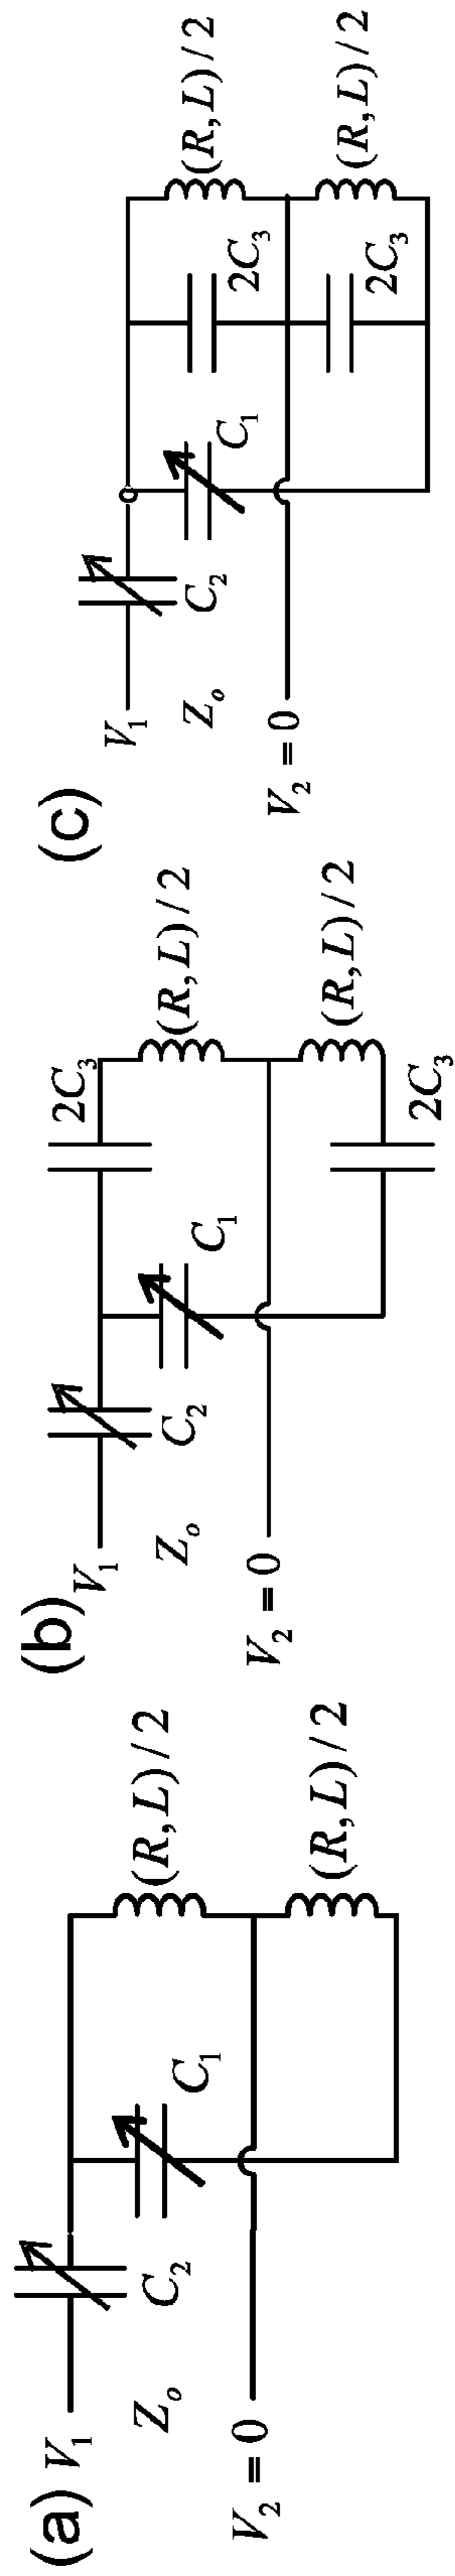 (a)
V₁
C₂
C₁
Zₒ
(R, L) / 2
V₂ = 0
(R, L) / 2
(b)
V₁
C₂
2C₃
C₁
Zₒ
(R, L) / 2
V₂ = 0
(R, L) / 2
2C₃
(c)
V₁
C₂
C₁
2C₃
Zₒ
(R, L) / 2
V₂ = 0
2C₃
(R, L) / 2